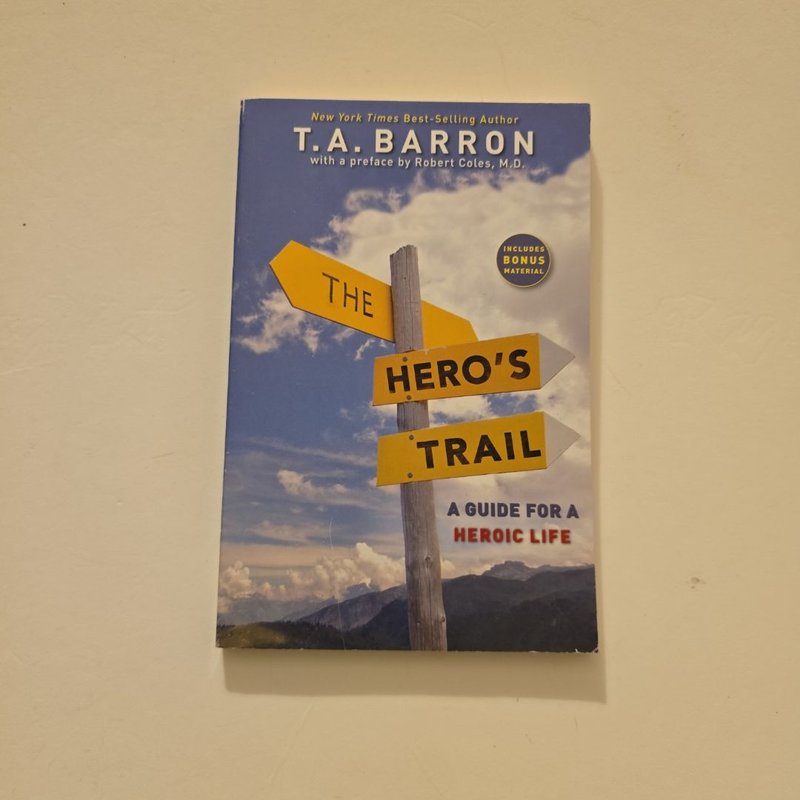 New York Times Best-Selling Author
T.A. BARRON
with a preface by Robert Coles, M.D.
INCLUDES
BONUS
MATERIAL
THE
HERO'S
TRAIL
A GUIDE FOR A
HEROIC LIFE